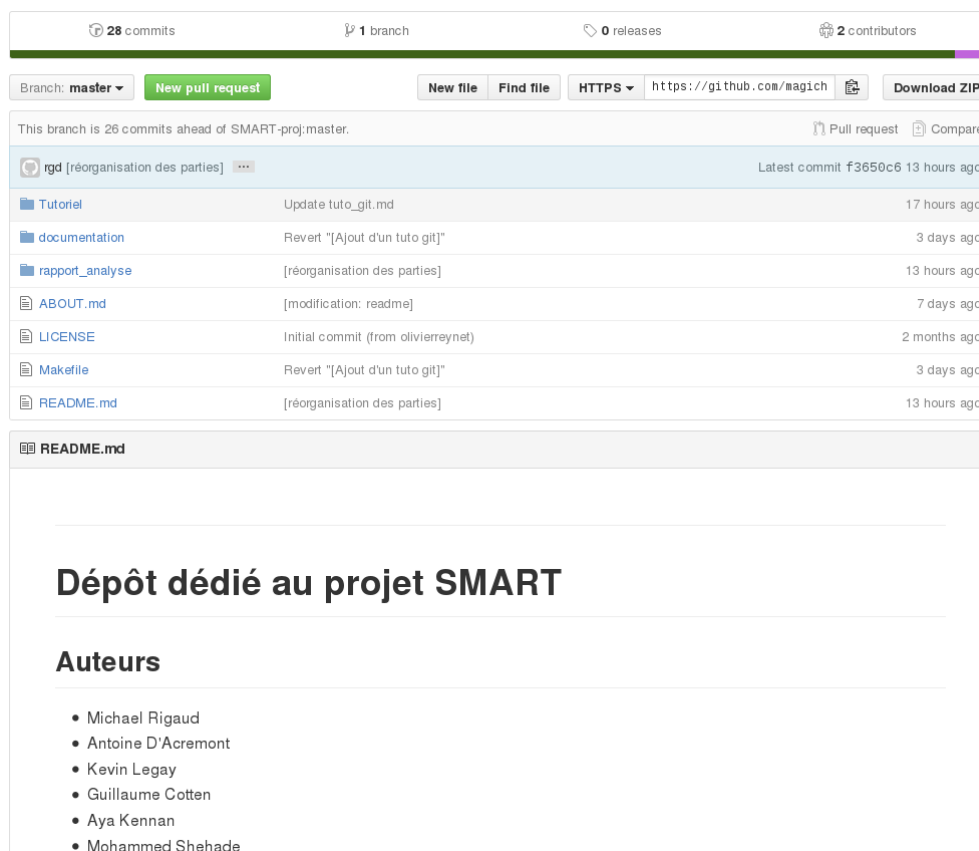 28 commits 1 branch 0 releases 2 contributors
Branch: master New pull request New file Find file HTTPS https://github.com/magich Download ZIP
This branch is 26 commits ahead of SMART-proj:master. Pull request Compare
rgd [réorganisation des parties] ... Latest commit f3650c6 13 hours ago
Tutoriel Update tuto_git.md 17 hours ago
documentation Revert "[Ajout d'un tuto git]" 3 days ago
rapport_analyse [réorganisation des parties] 13 hours ago
ABOUT.md [modification: readme] 7 days ago
LICENSE Initial commit (from olivierreynet) 2 months ago
Makefile Revert "[Ajout d'un tuto git]" 3 days ago
README.md [réorganisation des parties] 13 hours ago
README.md
Dépôt dédié au projet SMART
Auteurs
• Michael Rigaud
• Antoine D'Acremont
• Kevin Legay
• Guillaume Cotten
• Aya Kennan
• Mohammed Shehade